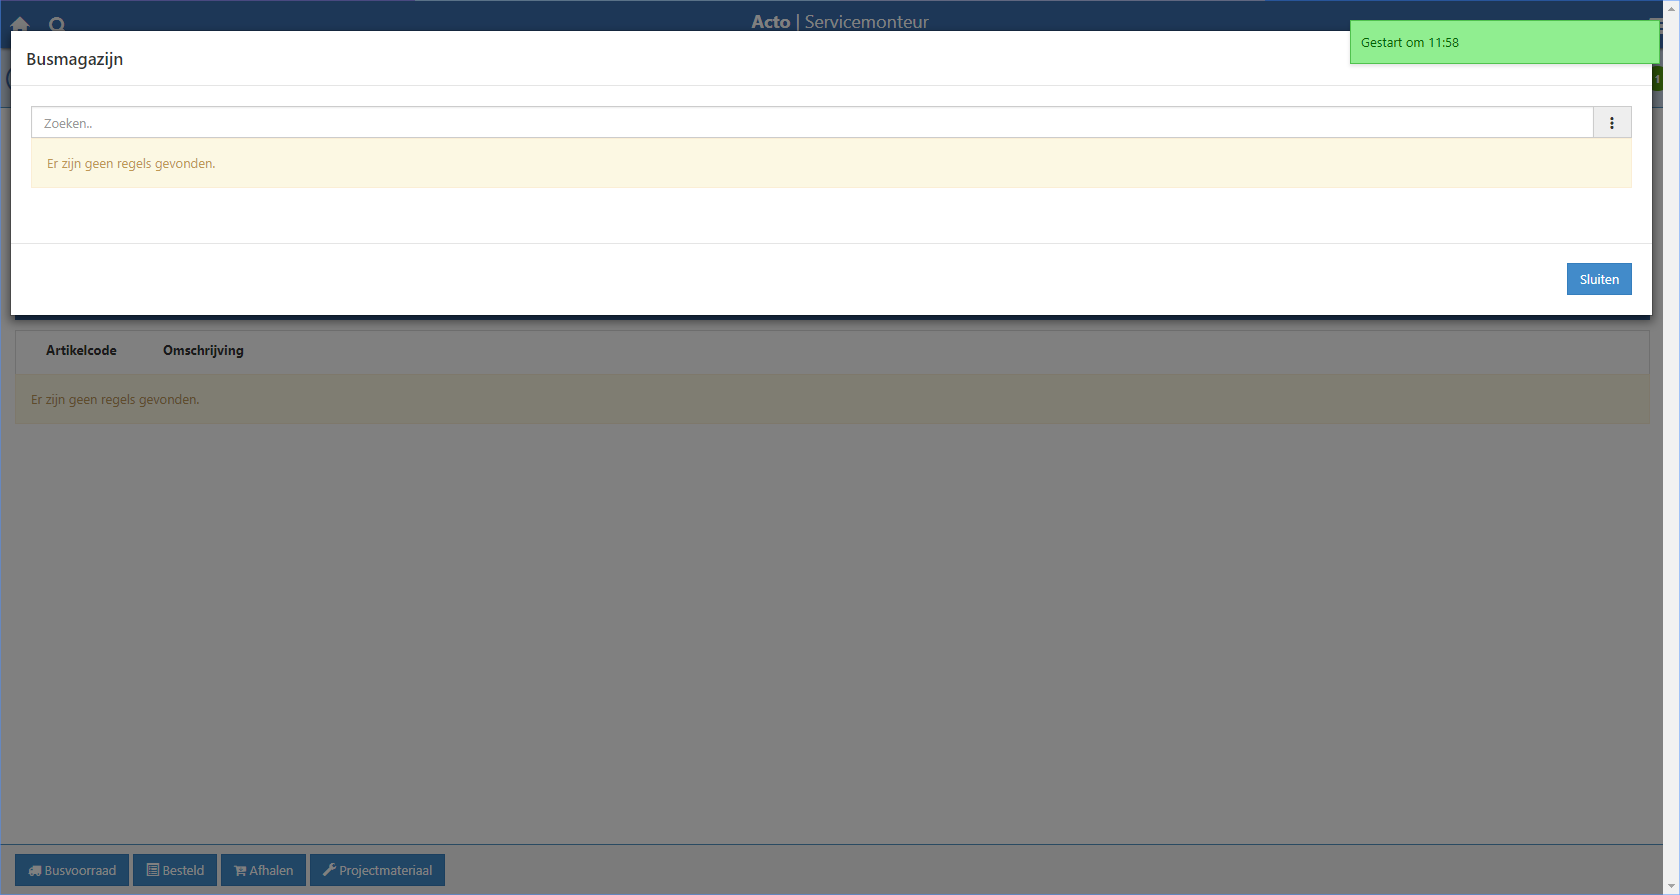 Acto | Servicemonteur
Gestart om 11:58
Busmagazijn
1
Zoeken..
Er zijn geen regels gevonden.
Sluiten
Artikelcode Omschrijving
Er zijn geen regels gevonden.
Busvoorraad Besteld Afhalen Projectmateriaal